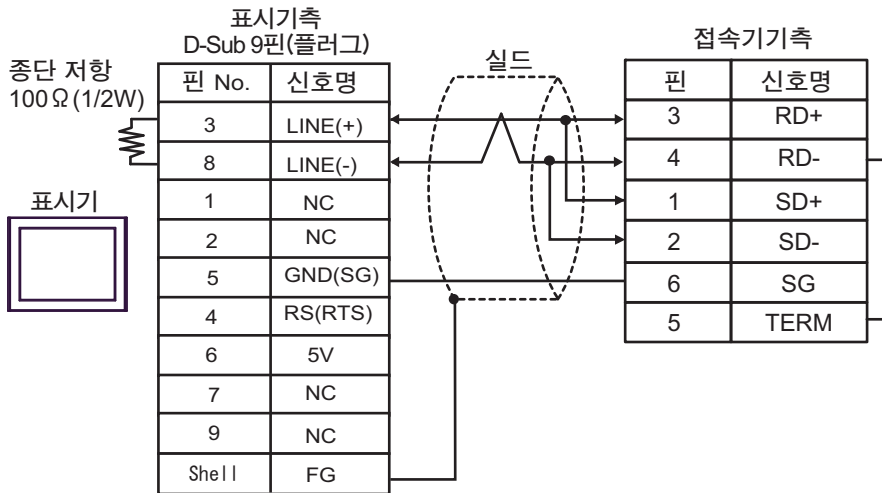 표시기측
D-Sub 9핀(플러그)
종단 저항
100Ω(1/2W)
표시기
핀 No. 신호명
3 LINE(+)
8 LINE(-)
1 NC
2 NC
5 GND(SG)
4 RS(RTS)
6 5V
7 NC
9 NC
Shell FG
실드
접속기기측
핀 신호명
3 RD+
4 RD-
1 SD+
2 SD-
6 SG
5 TERM